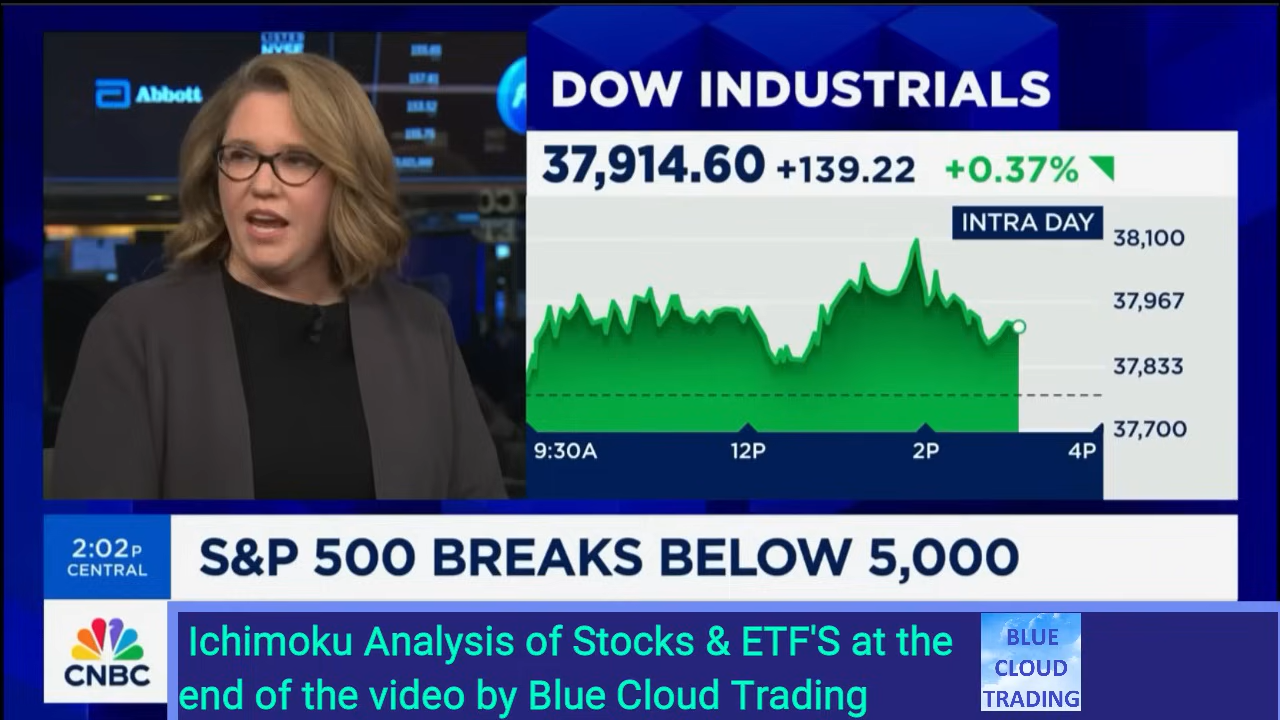 LISTED
NYSE
Abbott
DOW INDUSTRIALS
37,914.60 +139.22 +0.37%
INTRA DAY
38,100
37,967
37,833
37,700
9:30A 12P 2P 4P
2:02P
CENTRAL
S&P 500 BREAKS BELOW 5,000
CNBC
Ichimoku Analysis of Stocks & ETF'S at the
end of the video by Blue Cloud Trading
BLUE
CLOUD
TRADING